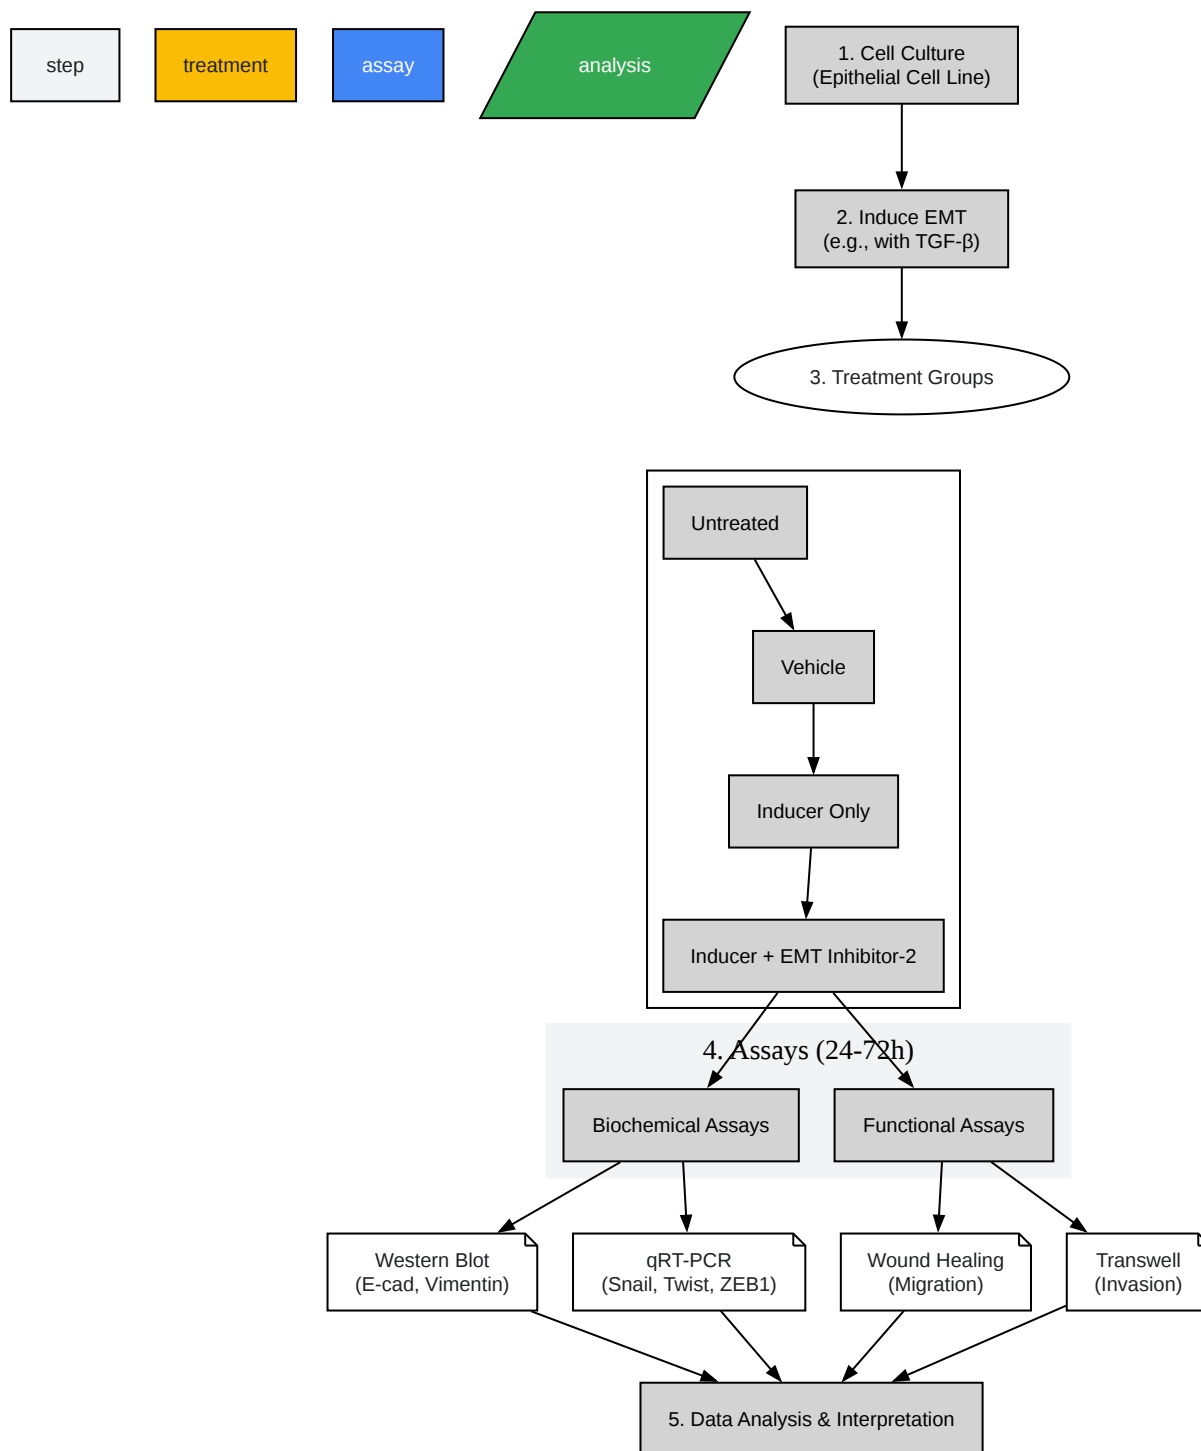 step
treatment
assay
analysis
1. Cell Culture
(Epithelial Cell Line)
2. Induce EMT
(e.g., with TGF-β)
3. Treatment Groups
Untreated
Vehicle
Inducer Only
Inducer + EMT Inhibitor-2
4. Assays (24-72h)
Biochemical Assays
Functional Assays
Western Blot
(E-cad, Vimentin)
qRT-PCR
(Snail, Twist, ZEB1)
Wound Healing
(Migration)
Transwell
(Invasion)
5. Data Analysis & Interpretation